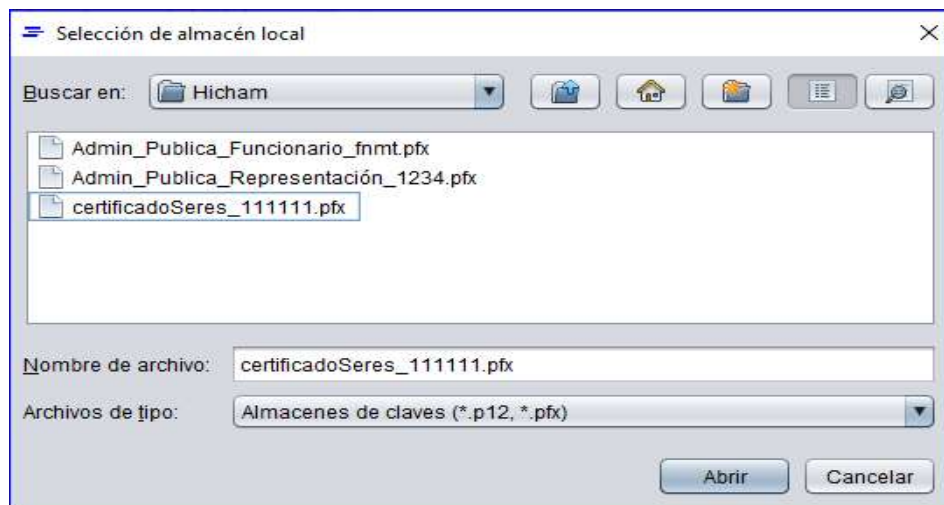 Selección de almacén local
Buscar en: Hicham
Admin_Publica_Funcionario_fnmt.pfx
Admin_Publica_Representación_1234.pfx
certificadoSeres_111111.pfx
Nombre de archivo: certificadoSeres_111111.pfx
Archivos de tipo: Almacenes de claves (*.p12, *.pfx)
Abrir Cancelar